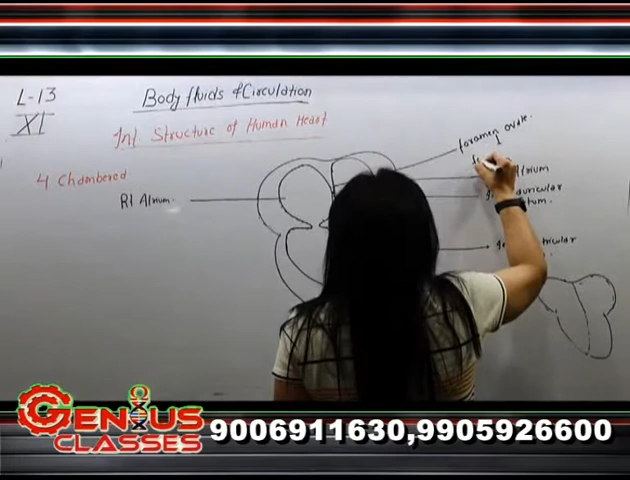 L-13
XI
Body fluids & Circulation
Int. Structure of Human Heart
4 Chambered
Rt Atrium
foramen ovale
GENIUS
CLASSES
9006911630,9905926600